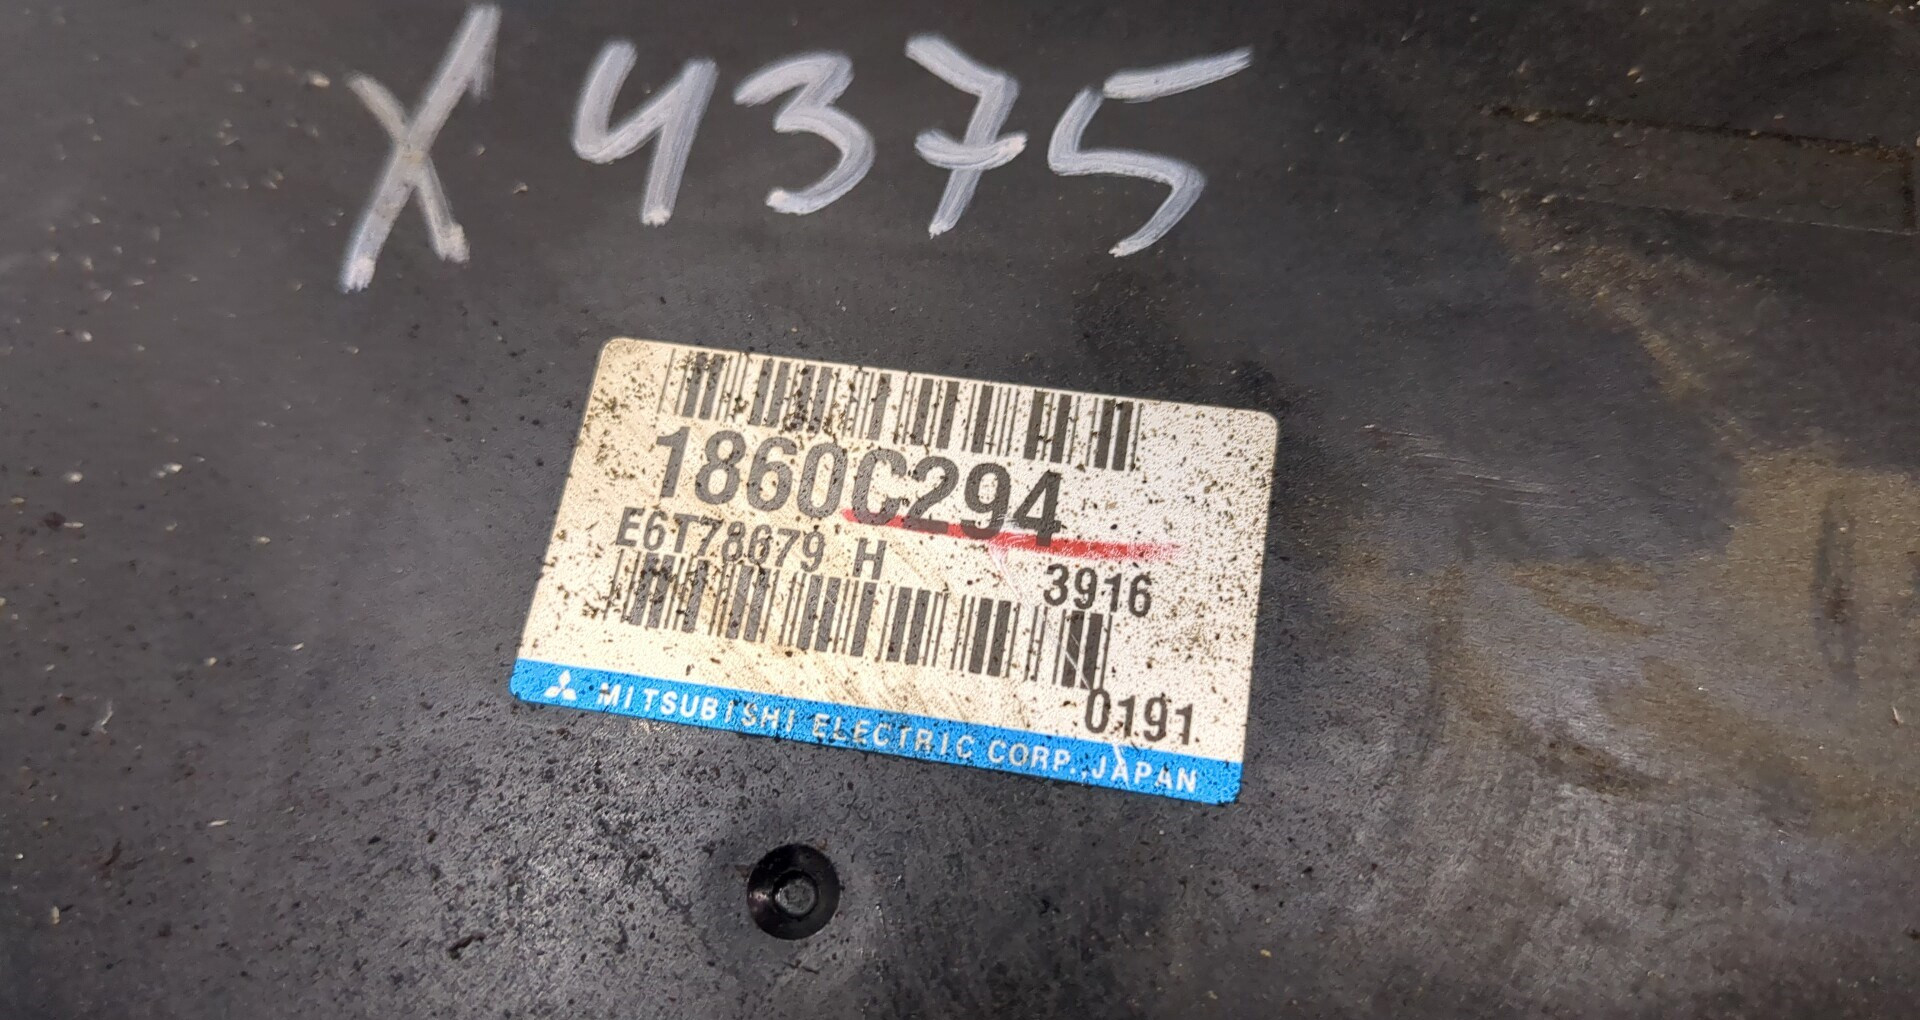 X4375
1860C294
E6T78679 H
3916
0191
MITSUBISHI ELECTRIC CORP., JAPAN